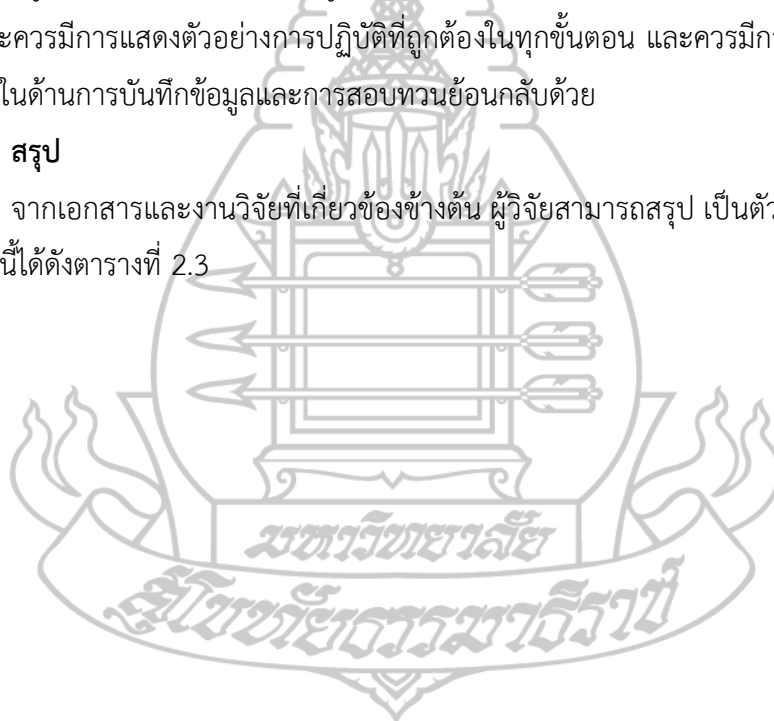 ะควรมีการแสดงตัวอย่างการปฏิบัติที่ถูกต้องในทุกขั้นตอน และควรมีก
ในด้านการบันทึกข้อมูลและการสอบทวนย้อนกลับด้วย
สรุป
จากเอกสารและงานวิจัยที่เกี่ยวข้องข้างต้น ผู้วิจัยสามารถสรุป เป็นตัว
นี้ได้ดังตารางที่ 2.3
มหาวิทยาลัย
สุโขทัยธรรมาธิราช